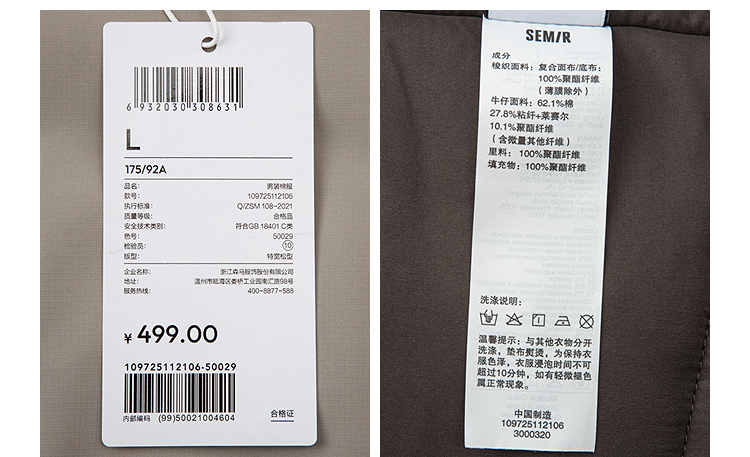 6 932030 308631
L
175/92A
品名: 男装棉服
款号: 109725112106
执行标准: Q/ZSM 108-2021
质量等级: 合格品
安全技术类别: 符合GB 18401 C类
色号: 50029
检验员: 10
版型: 特宽松型
企业名称: 浙江森马服饰股份有限公司
地址: 温州市瓯海区娄桥工业园南汇路98号
服务热线: 400-8877-588
¥ 499.00
109725112106-50029
内部编码 (99)50021004604
合格证
SEMIR
成分
梭织面料: 复合面布/底布:
100%聚酯纤维
(薄膜除外)
牛仔面料: 62.1%棉
27.8%粘纤+莱赛尔
10.1%聚酯纤维
(含微量其他纤维)
里料: 100%聚酯纤维
填充物: 100%聚酯纤维
洗涤说明:
温馨提示: 与其他衣物分开
洗涤, 垫布熨烫, 为保持衣
服色泽, 衣服浸泡时间不可
超过10分钟, 如有轻微褪色
属正常现象。
中国制造
109725112106
3000320